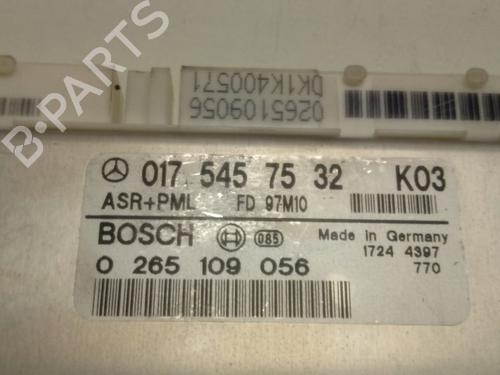 0265109056
DK1K400571
017 545 75 32 K03
ASR+PML FD 97M10
BOSCH 085 Made in Germany
1724 4397
0 265 109 056 770
B-PARTS